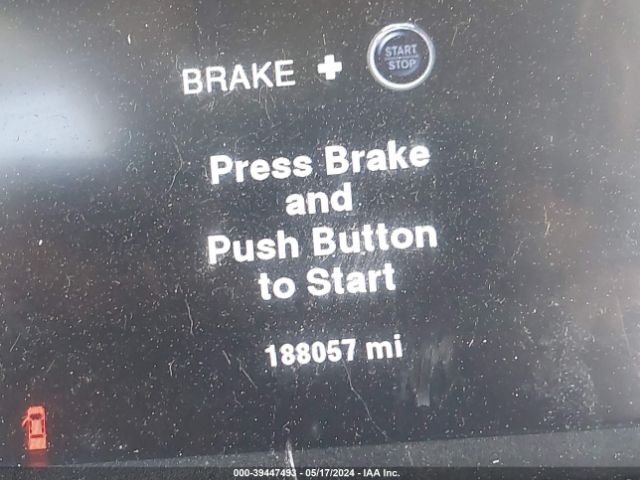 BRAKE +
START
STOP
Press Brake
and
Push Button
to Start
188057 mi
000-39447493 - 05/17/2024 - IAA Inc.